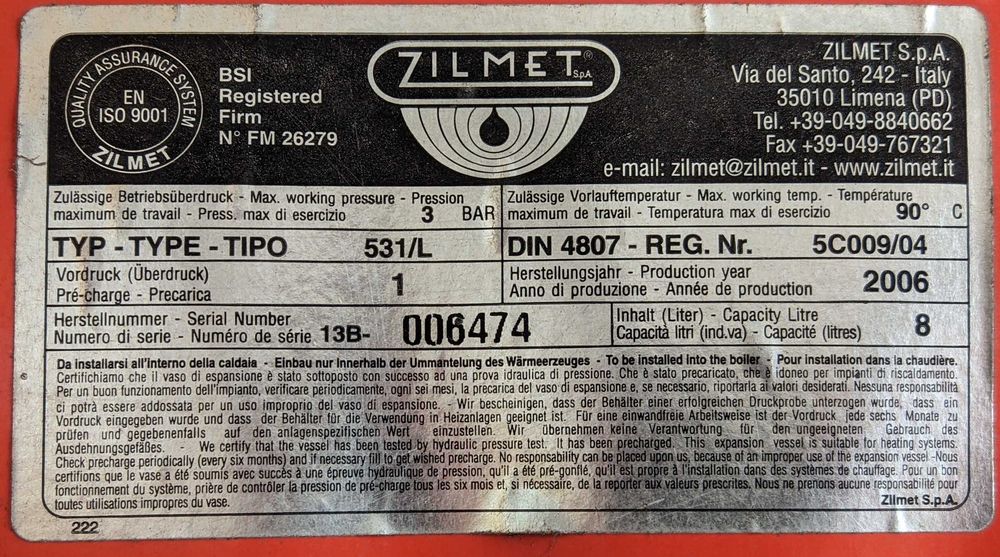 QUALITY ASSURANCE SYSTEM
EN
ISO 9001
ZILMET
BSI
Registered
Firm
N° FM 26279
ZILMET® S.p.A.
ZILMET S.p.A.
Via del Santo, 242 - Italy
35010 Limena (PD)
Tel. +39-049-8840662
Fax +39-049-767321
e-mail: zilmet@zilmet.it - www.zilmet.it
Zulässige Betriebsüberdruck - Max. working pressure - Pression
maximum de travail - Press. max di esercizio 3 BAR
Zulässige Vorlauftemperatur - Max. working temp. - Température
maximum de travail - Temperatura max di esercizio 90° C
TYP - TYPE - TIPO 531/L
DIN 4807 - REG. Nr. 5C009/04
Vordruck (Überdruck)
Pré-charge - Precarica 1
Herstellungsjahr - Production year
Anno di produzione - Année de production 2006
Herstellnummer - Serial Number
Numero di serie - Numéro de série 13B- 006474
Inhalt (Liter) - Capacity Litre
Capacità litri (ind.va) - Capacité (litres) 8
Da installarsi all'interno della caldaia - Einbau nur Innerhalb der Ummantelung des Wärmeerzeuges - To be installed into the boiler - Pour installation dans la chaudière.
Certifichiamo che il vaso di espansione è stato sottoposto con successo ad una prova idraulica di pressione. Che è stato precaricato, che è idoneo per impianti di riscaldamento.
Per un buon funzionamento dell'impianto, verificare periodicamente, ogni sei mesi, la precarica del vaso di espansione e, se necessario, riportarla ai valori desiderati. Nessuna responsabilità
ci potrà essere addossata per un uso improprio del vaso di espansione. - Wir bescheinigen, dass der Behälter einer erfolgreichen Druckprobe unterzogen wurde, dass ein
Vordruck eingegeben wurde und dass der Behälter für die Verwendung in Heizanlagen geeignet ist. Für eine einwandfreie Arbeitsweise ist der Vordruck jede sechs Monate zu
prüfen und gegebenenfalls auf den anlagenspezifischen Wert einzustellen. Wir übernehmen keine Verantwortung für den ungeeigneten Gebrauch des
Ausdehnungsgefäßes. - We certify that the vessel has been tested by hydraulic pressure test. It has been precharged. This expansion vessel is suitable for heating systems.
Check precharge periodically (every six months) and if necessary fill to get wished precharge. No responsability can be placed upon us, because of an improper use of the expansion vessel -Nous
certifions que le vase a été soumis avec succès à une épreuve hydraulique de pression, qu'il a été pré-gonflé, qu'il est propre à l'installation dans des systèmes de chauffage. Pour un bon
fonctionnement du système, prière de contrôler la pression de pré-charge tous les six mois et, si nécessaire, de la reporter aux valeurs prescrites. Nous ne prenons aucune responsabilité pour
toutes utilisations impropres du vase.
Zilmet S.p.A.
222